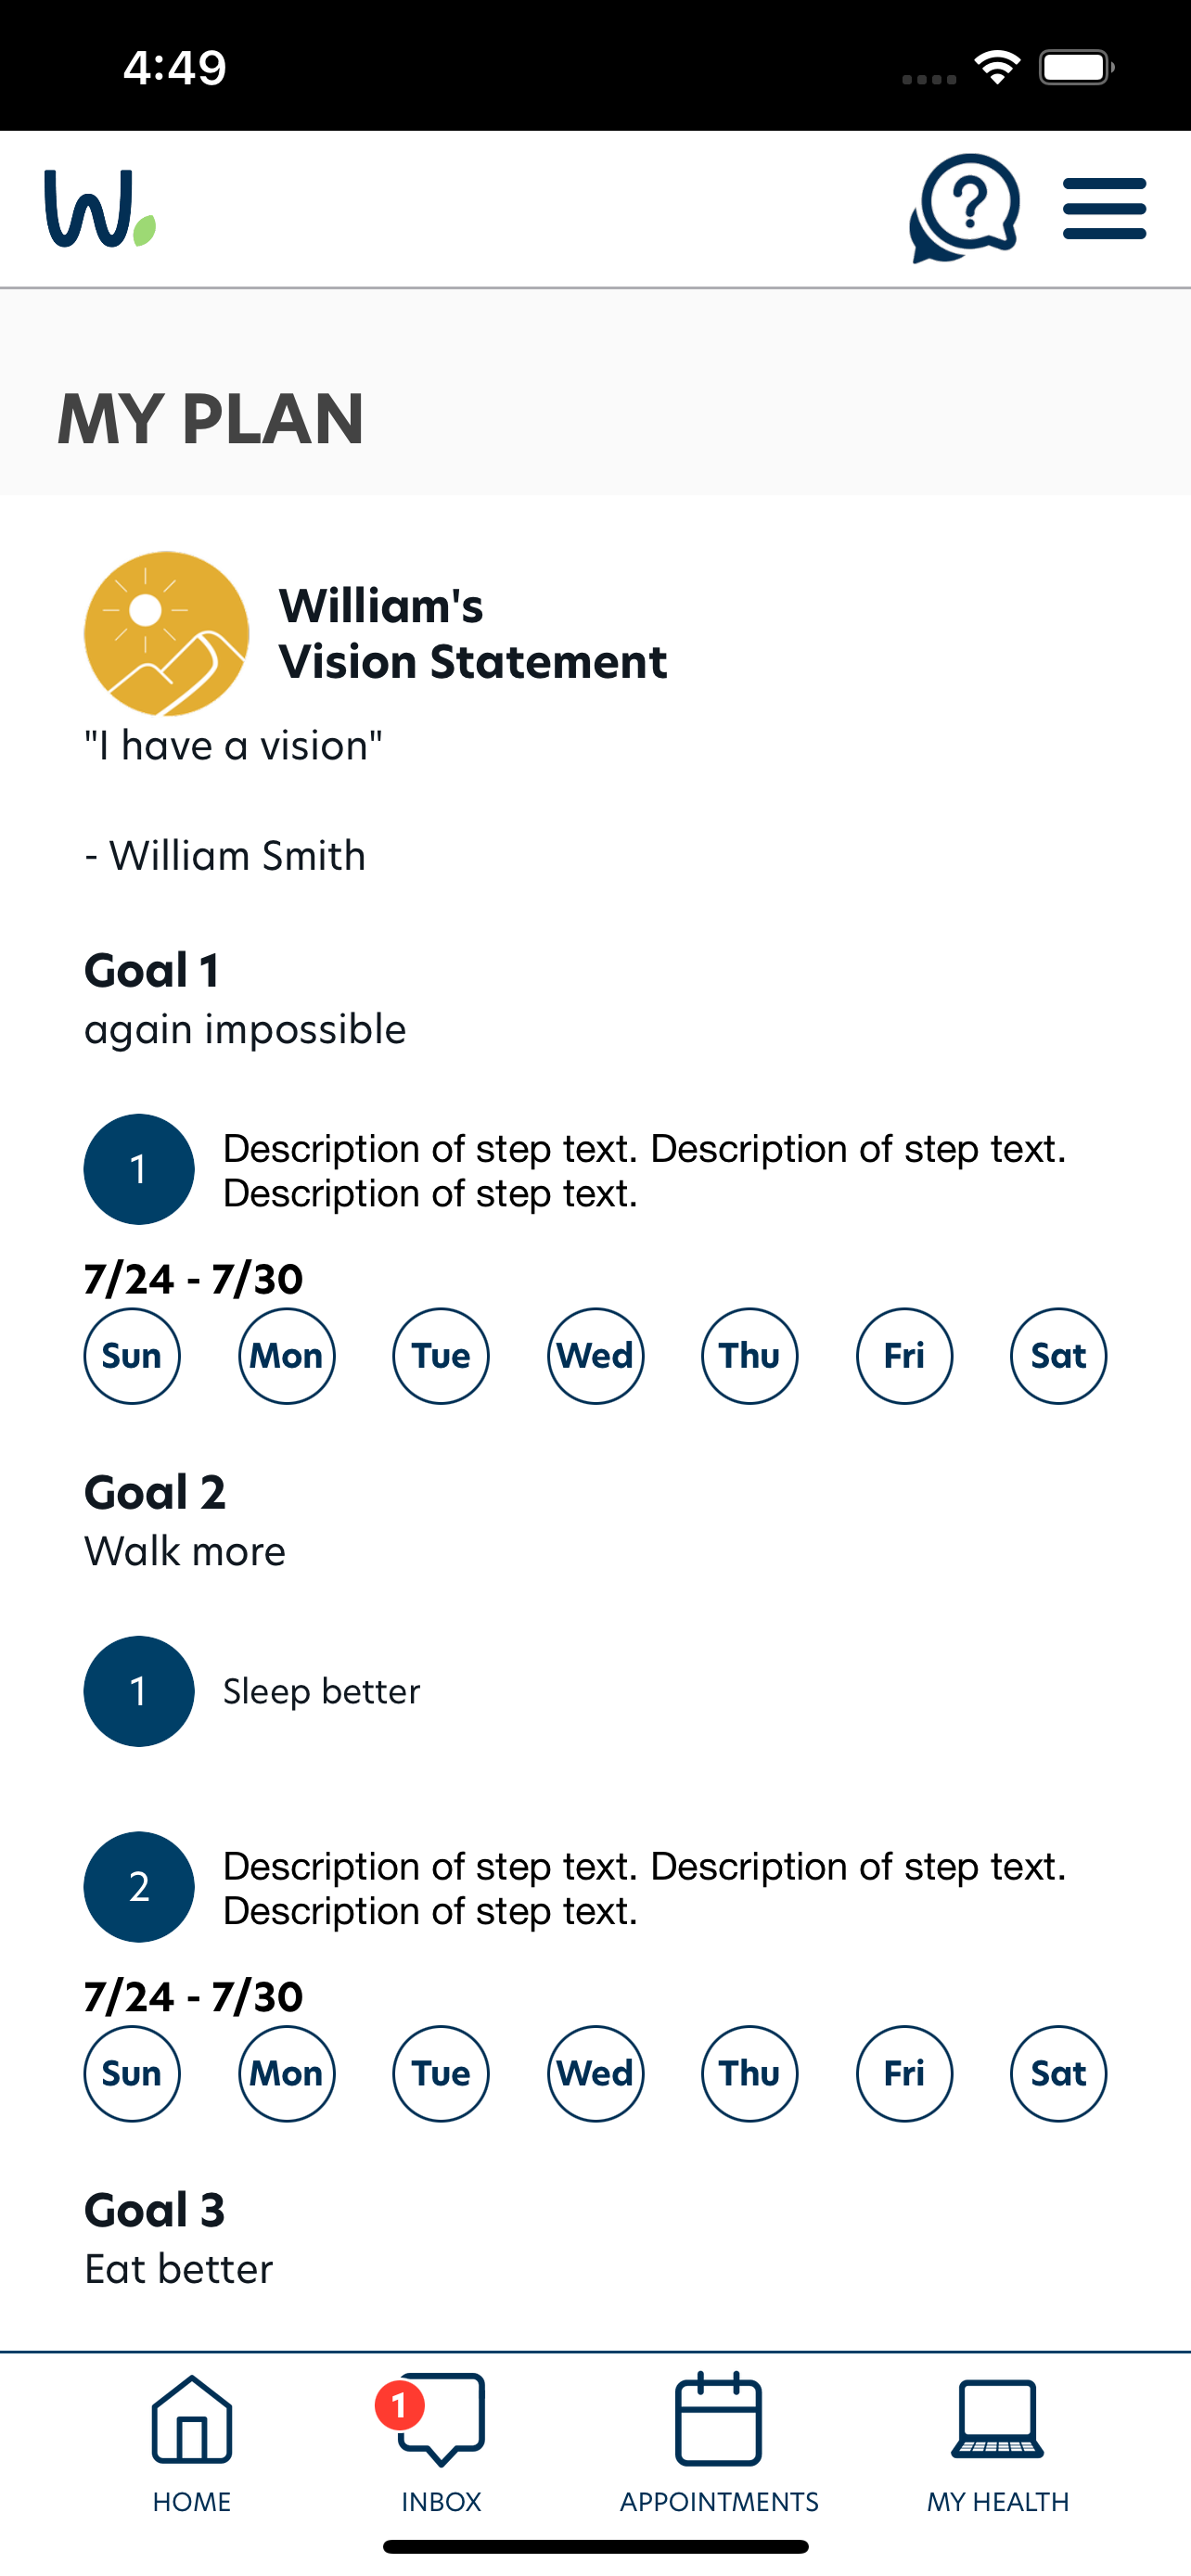 4:49
W.
?
MY PLAN
William's
Vision Statement
"I have a vision"
- William Smith
Goal 1
again impossible
1
Description of step text. Description of step text.
Description of step text.
7/24 - 7/30
Sun Mon Tue Wed Thu Fri Sat
Goal 2
Walk more
1
Sleep better
2
Description of step text. Description of step text.
Description of step text.
7/24 - 7/30
Sun Mon Tue Wed Thu Fri Sat
Goal 3
Eat better
1
HOME INBOX APPOINTMENTS MY HEALTH